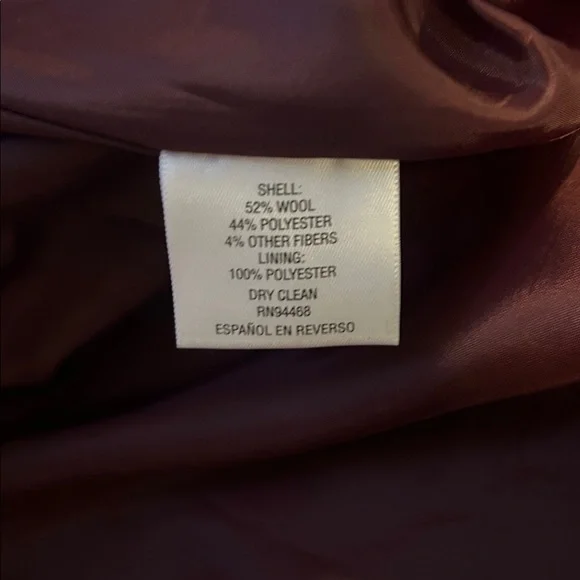 SHELL:
52% WOOL
44% POLYESTER
4% OTHER FIBERS
LINING:
100% POLYESTER
DRY CLEAN
RN94468
ESPAÑOL EN REVERSO